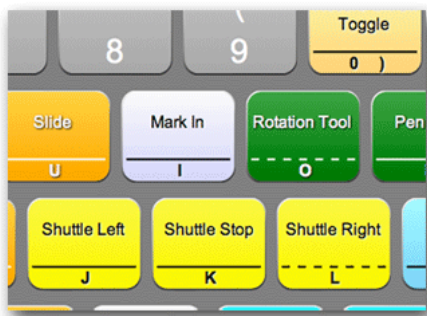 8
9
Toggle
0 )
Slide
U
Mark In
I
Rotation Tool
O
Pen
Shuttle Left
J
Shuttle Stop
K
Shuttle Right
L